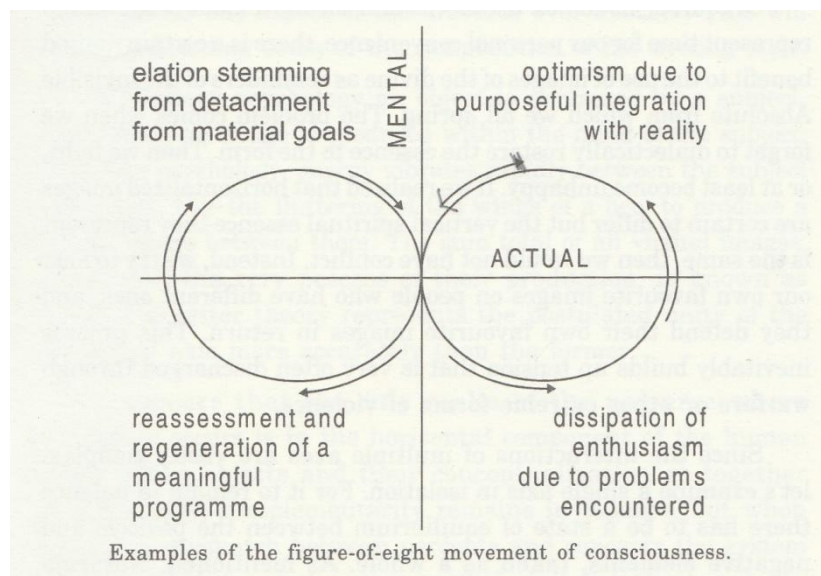 elation stemming
from detachment
from material goals
MENTAL
optimism due to
purposeful integration
with reality
ACTUAL
reassessment and
regeneration of a
meaningful
programme
dissipation of
enthusiasm
due to problems
encountered
Examples of the figure-of-eight movement of consciousness.